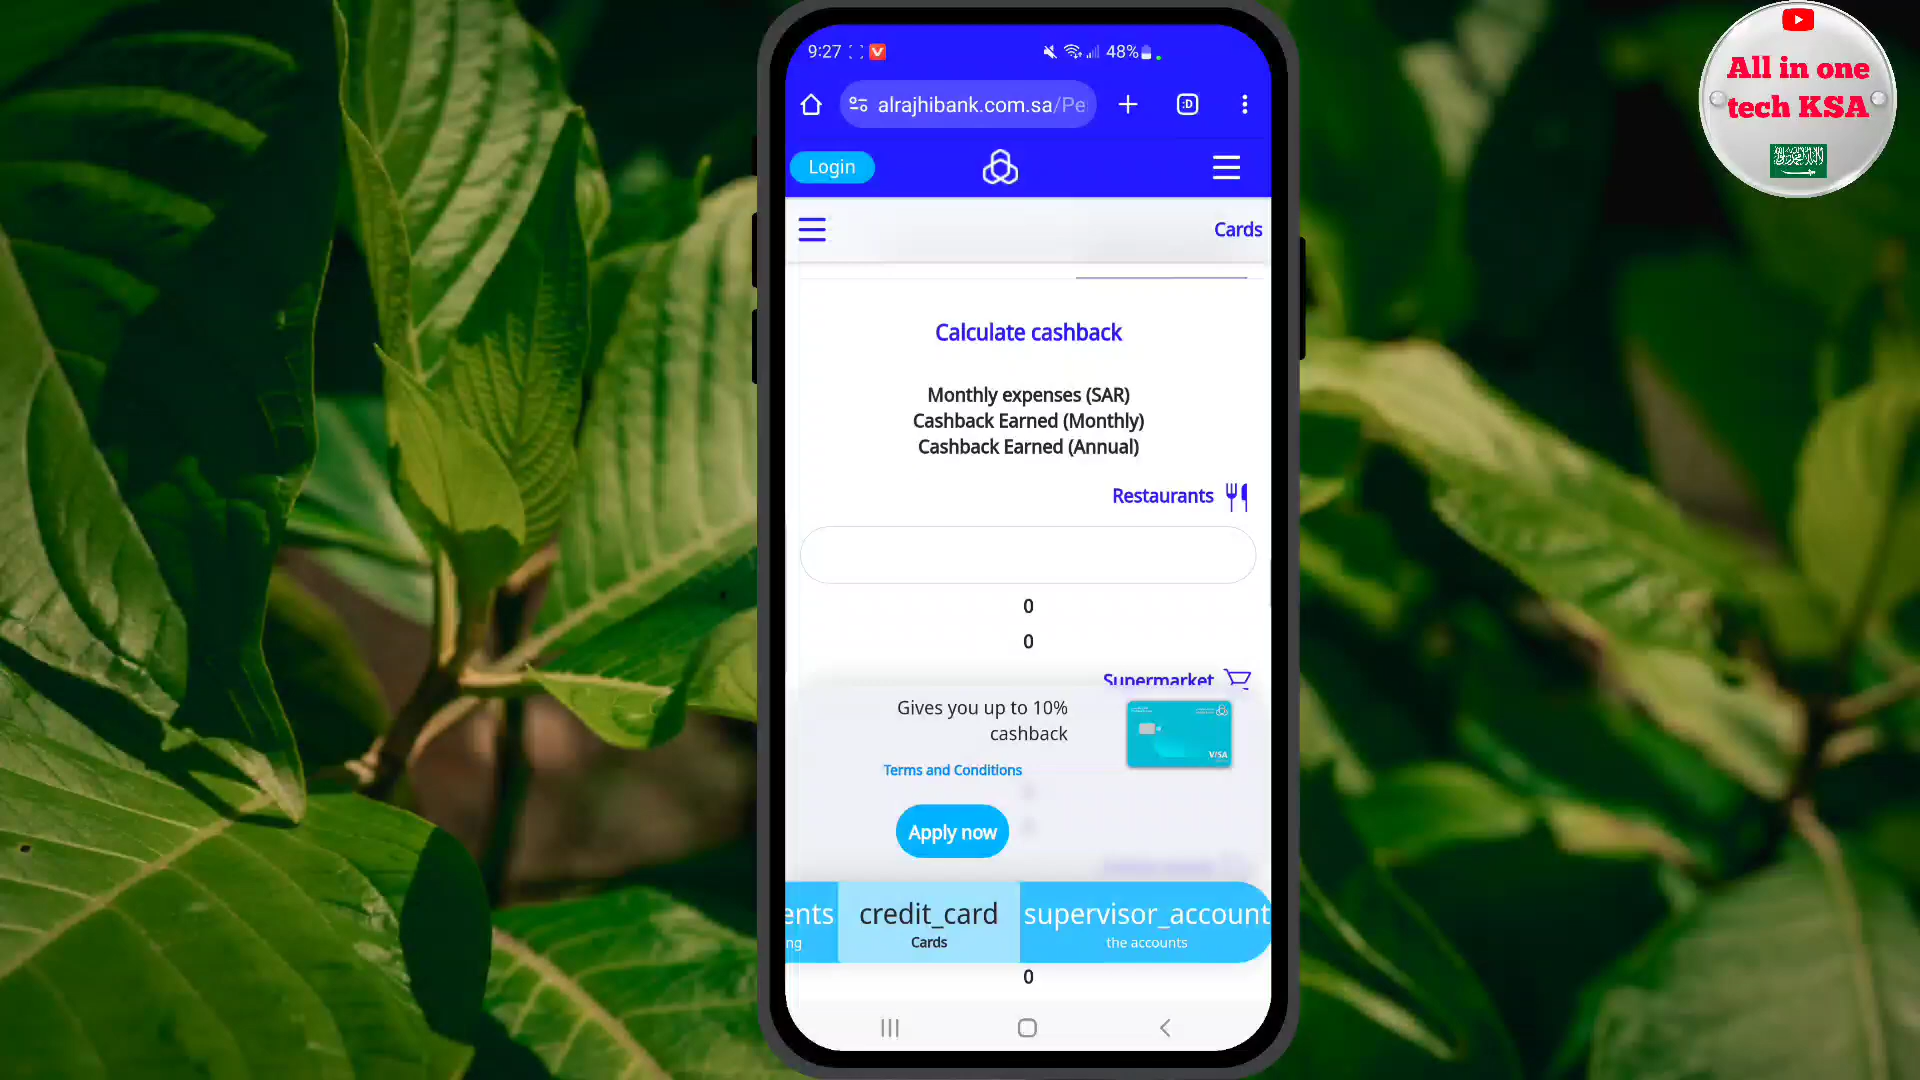 9:27
48%
alrajhibank.com.sa/Pe
Login
Cards
Calculate cashback
Monthly expenses (SAR)
Cashback Earned (Monthly)
Cashback Earned (Annual)
Restaurants
0
0
Supermarket
Gives you up to 10%
cashback
VISA
Terms and Conditions
Apply now
ents
ng
credit_card
Cards
supervisor_account
the accounts
0
All in one
tech KSA